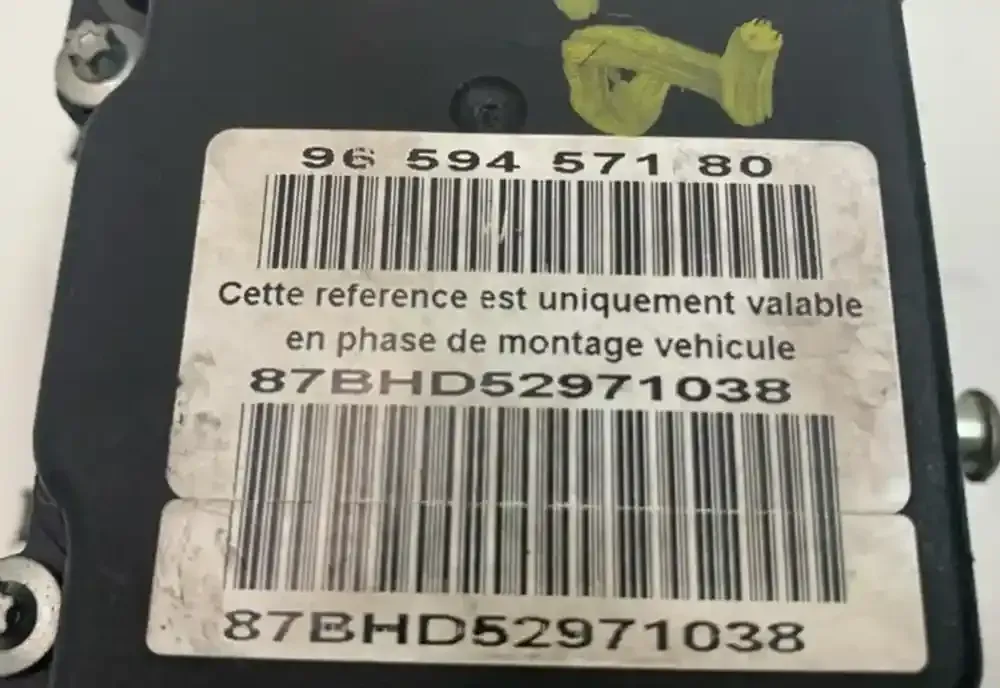 96 594 571 80
Cette reference est uniquement valable
en phase de montage vehicule
87BHD52971038
87BHD52971038